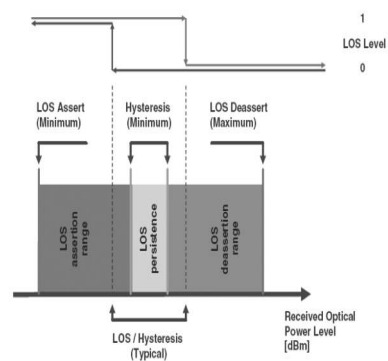 1
LOS Level
0
LOS Assert
(Minimum)
Hysteresis
(Minimum)
LOS Deassert
(Maximum)
LOS
assertion
range
LOS
persistence
LOS
deassertion
range
Received Optical
Power Level
[dBm]
LOS / Hysteresis
(Typical)